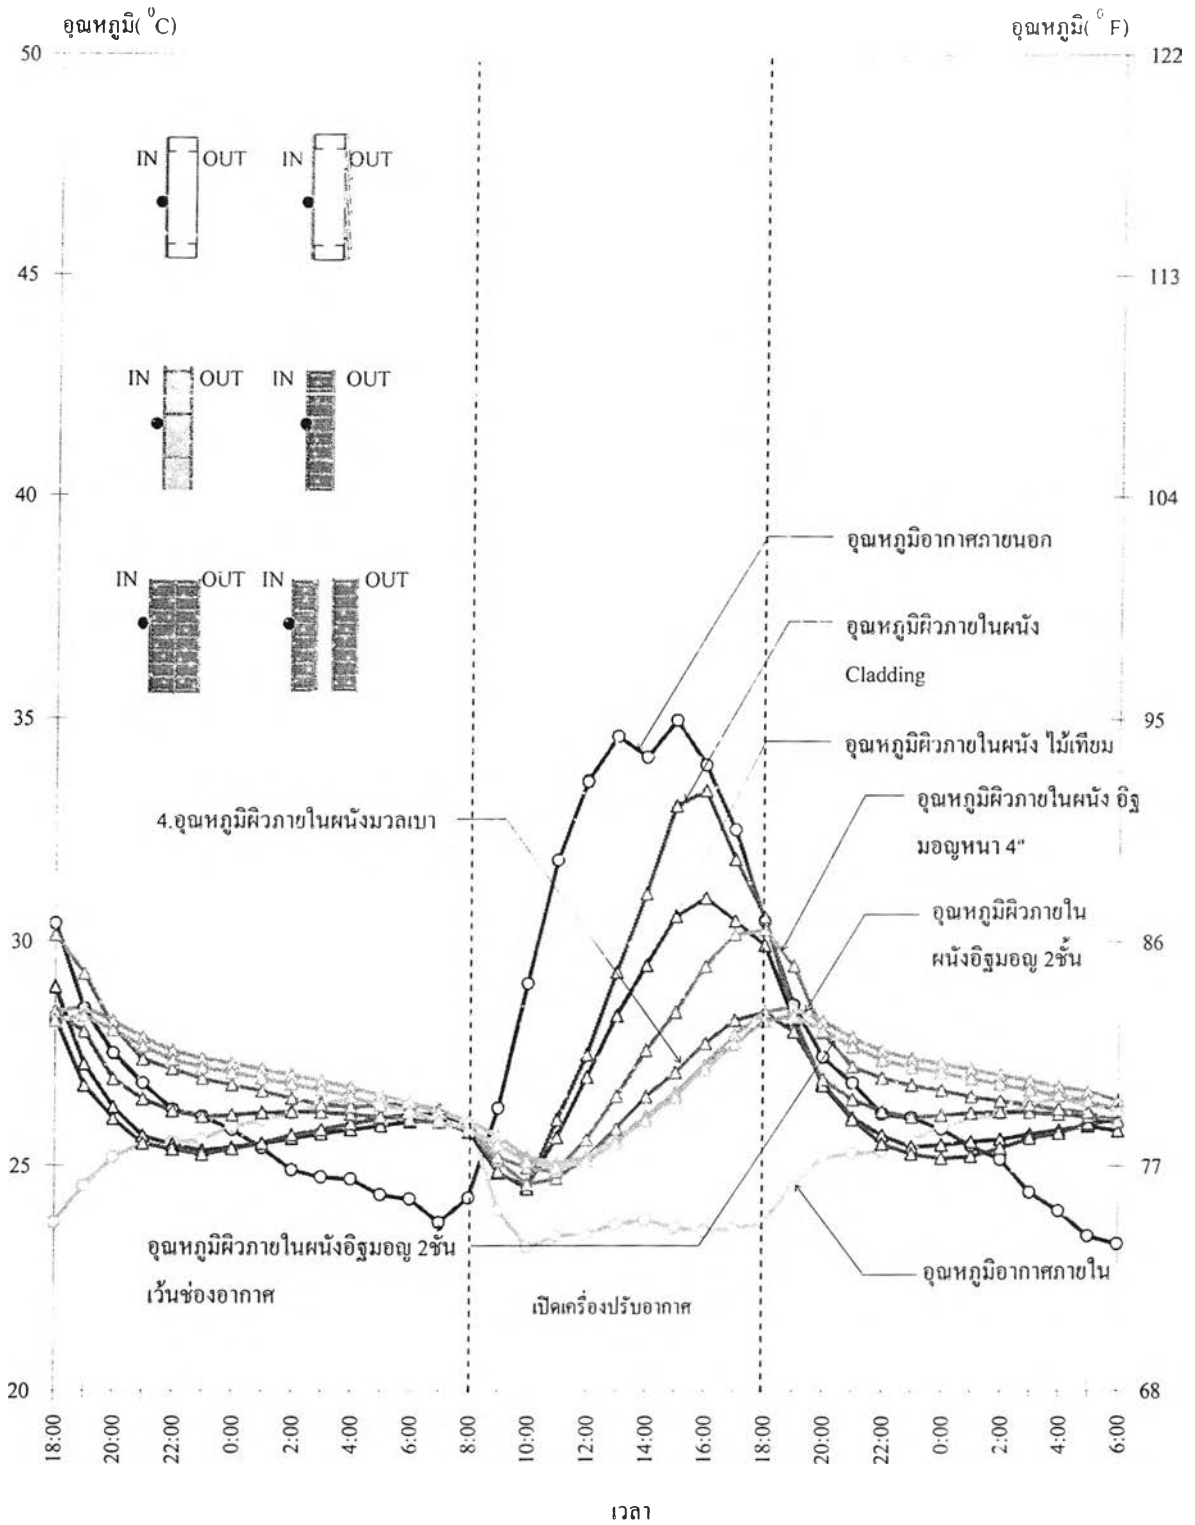 อุณหภูมิ( ⁰C)
อุณหภูมิ( ⁰ F)
50
122
IN OUT IN OUT
45
113
IN OUT IN OUT
40
104
อุณหภูมิอากาศภายนอก
IN OUT IN OUT
อุณหภูมิผิวภายในผนัง
Cladding
35
95
อุณหภูมิผิวภายในผนัง ไม้เทียม
อุณหภูมิผิวภายในผนัง อิฐ
มอญหนา 4"
4.อุณหภูมิผิวภายในผนังมวลเบา
อุณหภูมิผิวภายใน
ผนังอิฐมอญ 2ชั้น
30
86
25
77
อุณหภูมิผิวภายในผนังอิฐมอญ 2ชั้น
เว้นช่องอากาศ
อุณหภูมิอากาศภายใน
เปิดเครื่องปรับอากาศ
20
68
18:00 20:00 22:00 0:00 2:00 4:00 6:00 8:00 10:00 12:00 14:00 16:00 18:00 20:00 22:00 0:00 2:00 4:00 6:00
เวลา